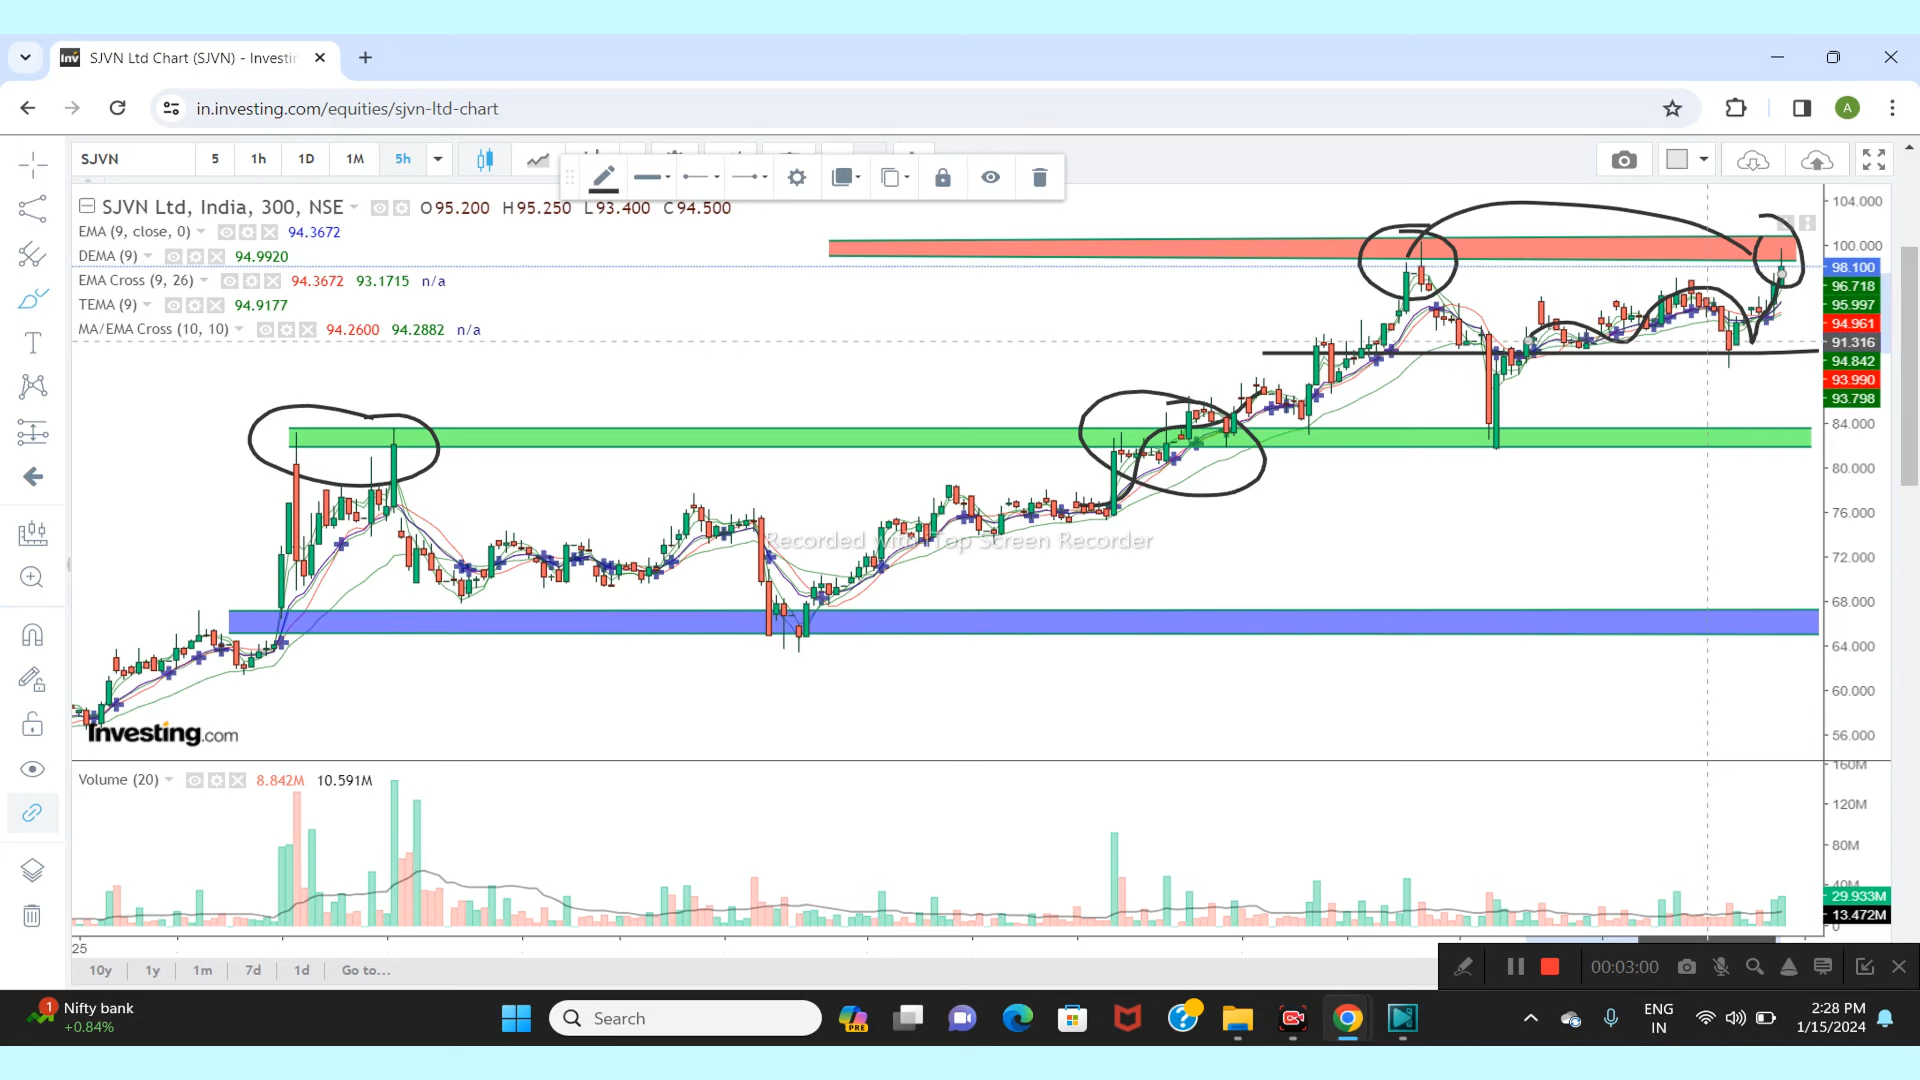 SJVN Ltd Chart (SJVN) - Investin
in.investing.com/equities/sjvn-ltd-chart
A
SJVN 5 1h 1D 1M 5h
SJVN Ltd, India, 300, NSE O95.200 H95.250 L93.400 C94.500
EMA (9, close, 0) 94.3672
DEMA (9) 94.9920
EMA Cross (9, 26) 94.3672 93.1715 n/a
TEMA (9) 94.9177
MA/EMA Cross (10, 10) 94.2600 94.2882 n/a
104.000
100.000
98.100
96.718
95.997
94.961
91.316
94.842
93.990
93.798
84.000
80.000
76.000
72.000
68.000
64.000
60.000
56.000
Recorded with iTop Screen Recorder
Investing.com
Volume (20) 8.842M 10.591M
160M
120M
80M
40M
29.933M
13.472M
0
25
10y 1y 1m 7d 1d Go to...
00:03:00
1
Nifty bank
+0.84%
Search
PRE
ENG
IN
2:28 PM
1/15/2024